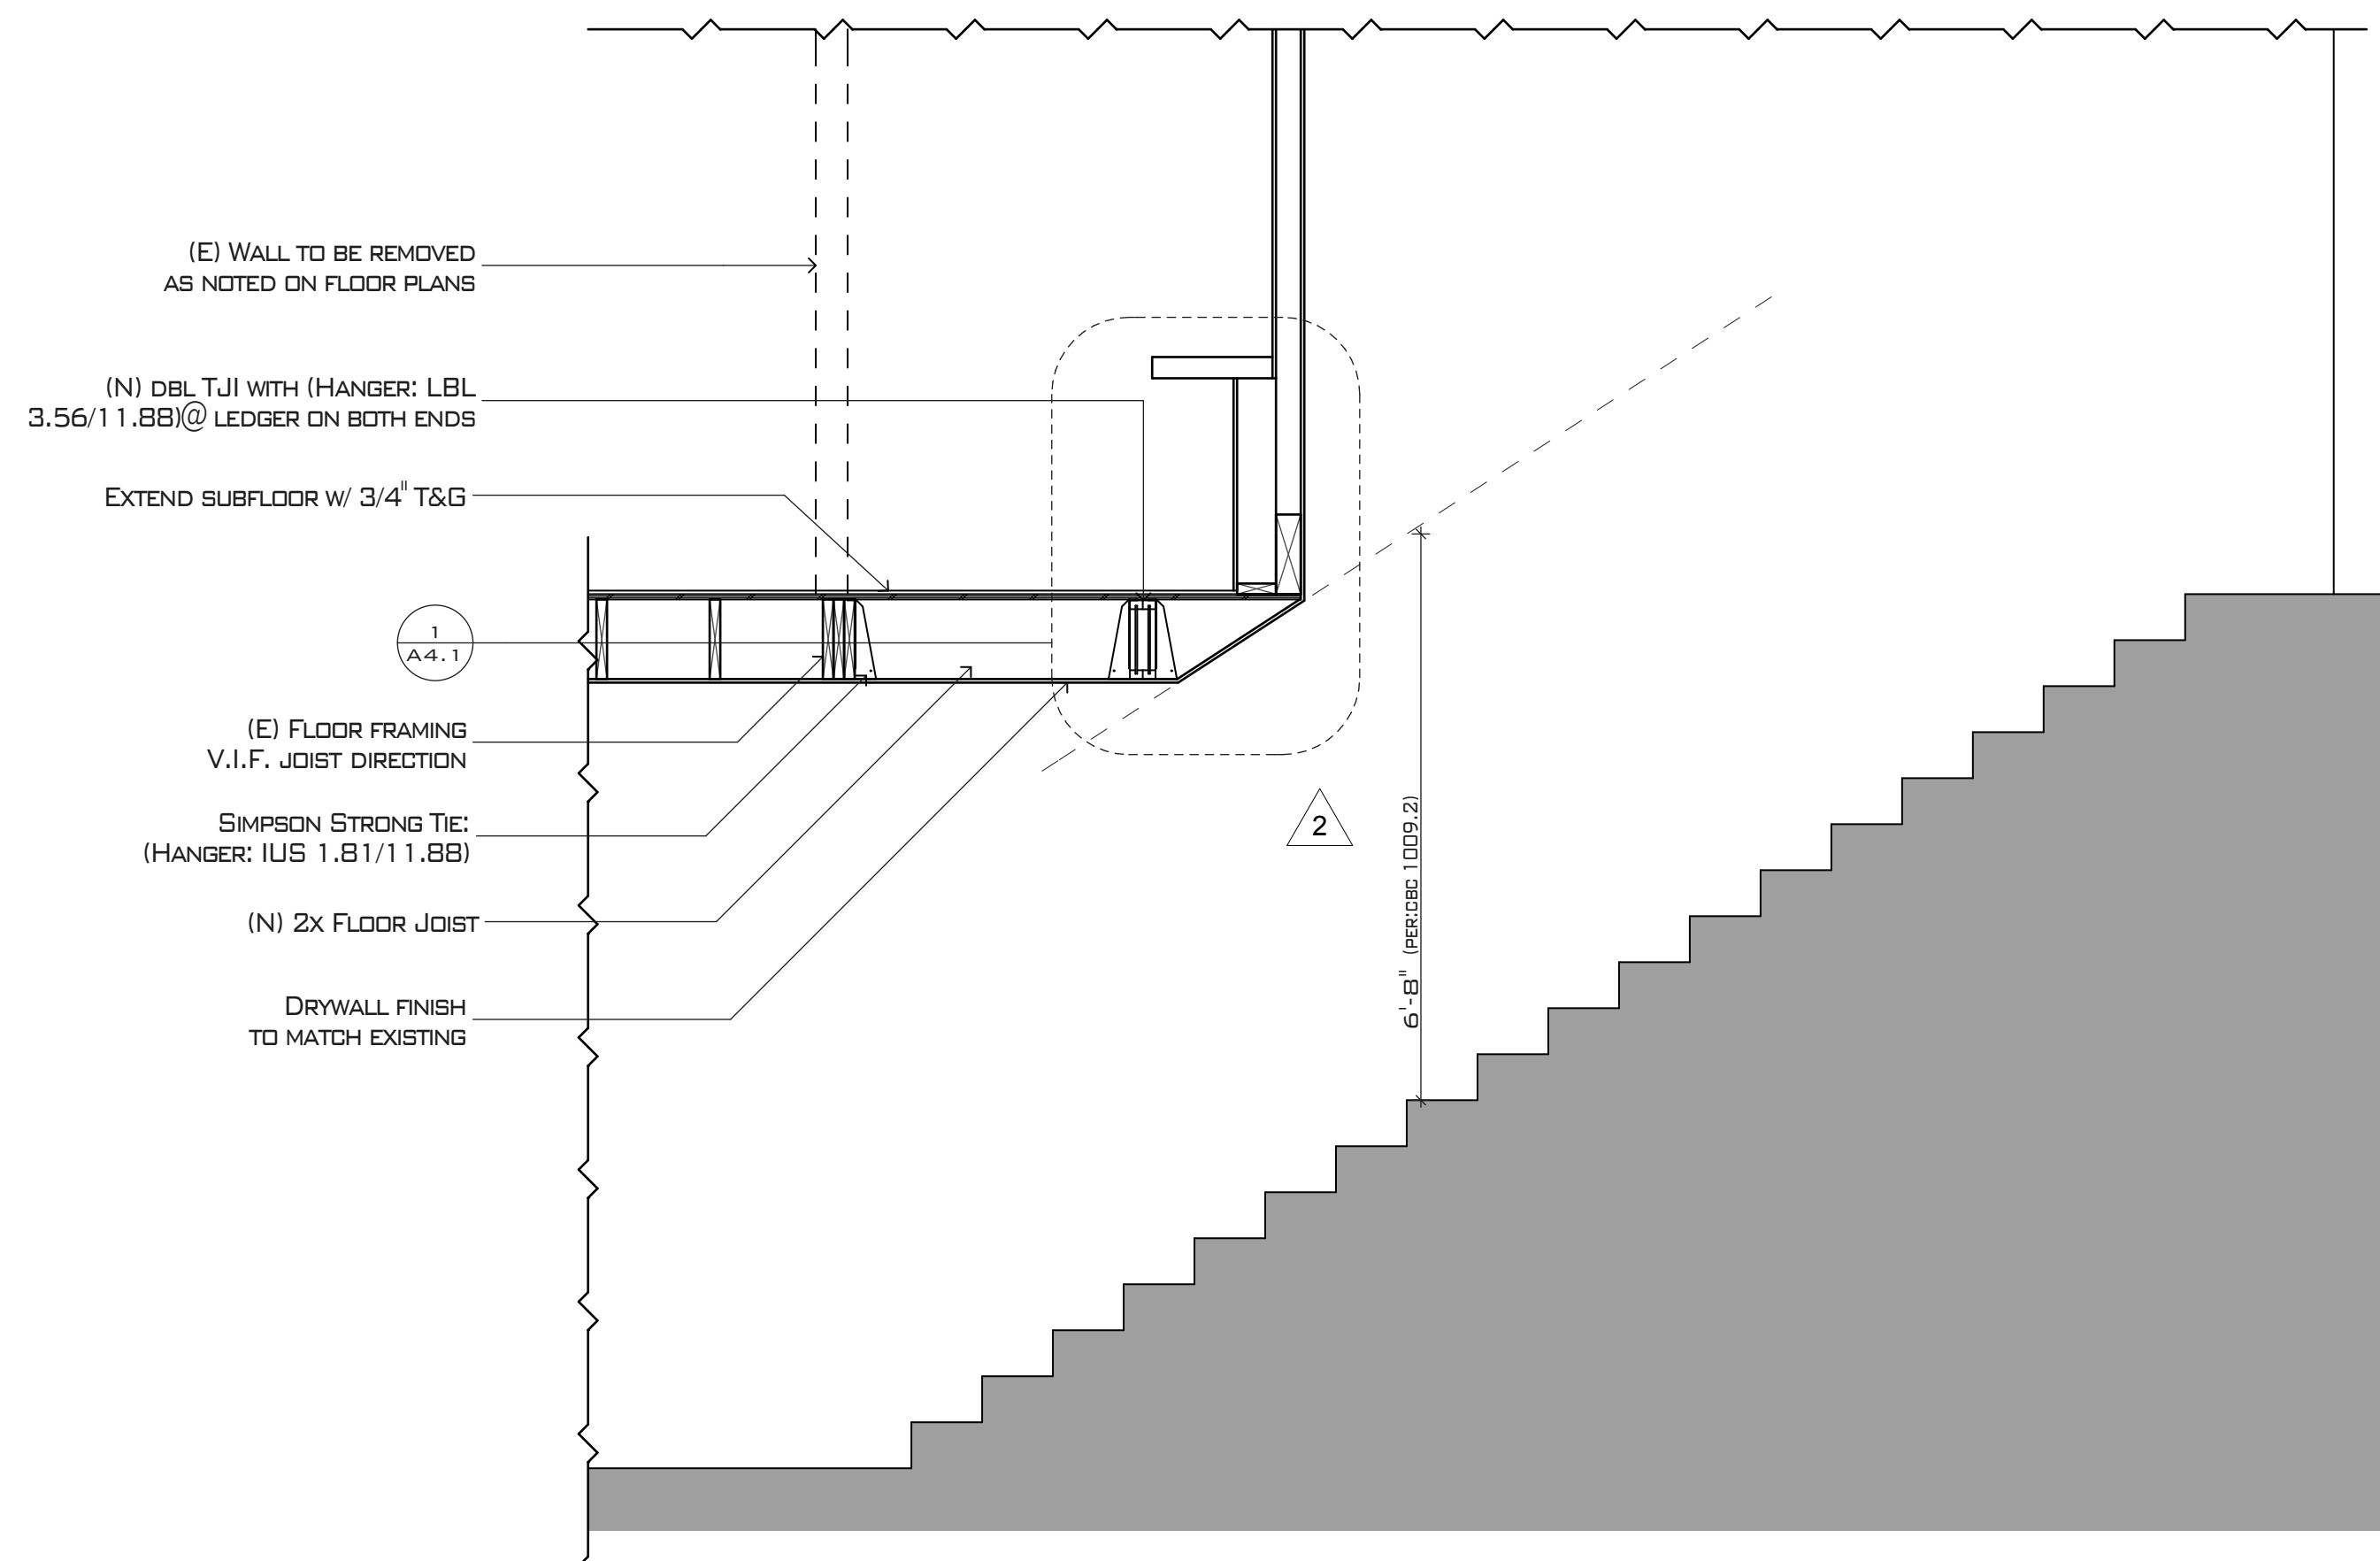 (E) Wall to be removed
as noted on floor plans
(N) dbl TJI with (Hanger: LBL
3.56/11.88)@ ledger on both ends
Extend subfloor w/ 3/4" T&G
1
A4.1
(E) Floor framing
V.I.F. joist direction
Simpson Strong Tie:
(Hanger: IUS 1.81/11.88)
(N) 2x Floor Joist
Drywall finish
to match existing
2
6'-8" (per:CBC 1009.2)